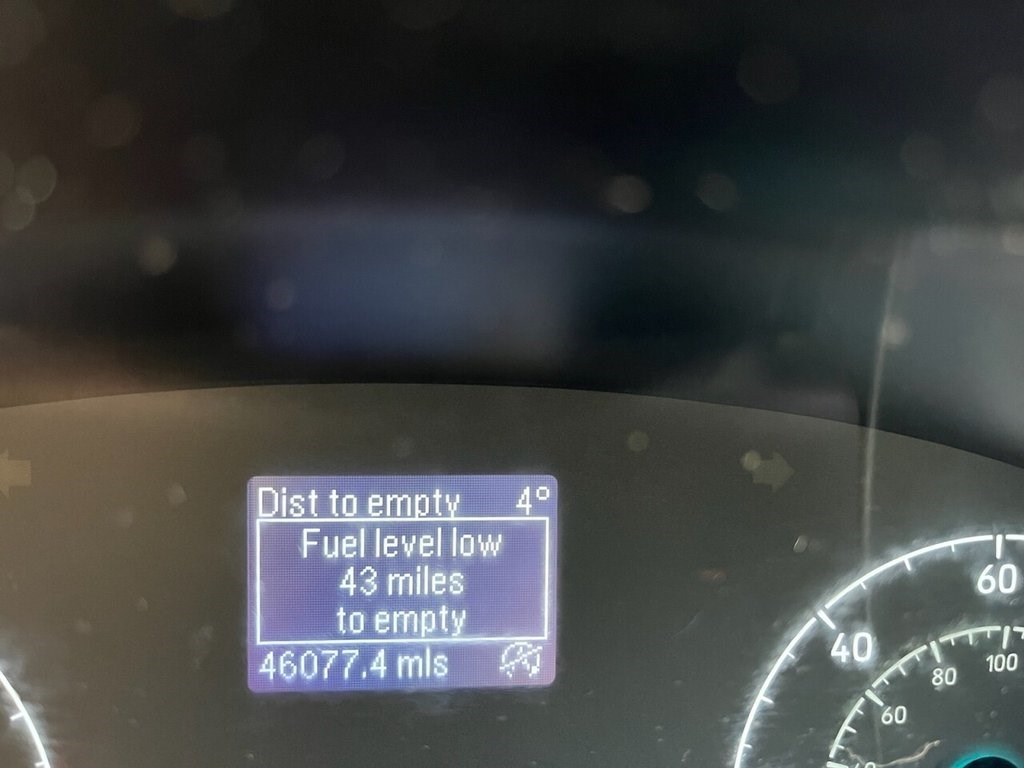 Dist to empty 4°
Fuel level low
43 miles
to empty
46077.4 mls
60
40
100
80
60